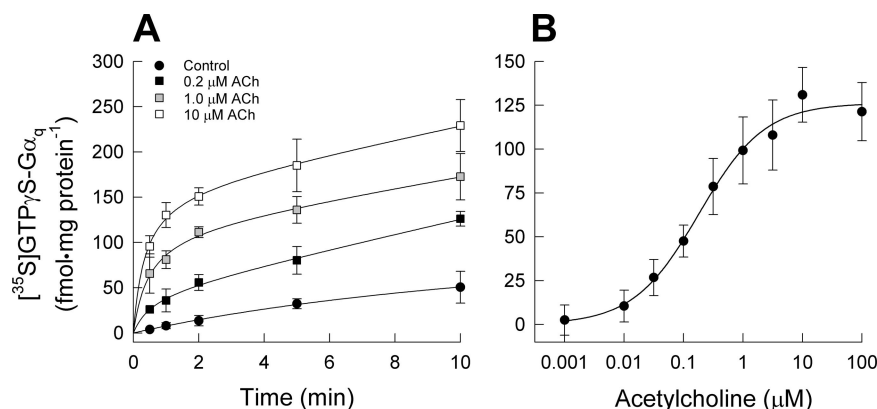 A
B
[³⁵S]GTPγS-Gα_q
(fmol·mg protein⁻¹)
300
250
200
150
100
50
0
Control
0.2 μM ACh
1.0 μM ACh
10 μM ACh
0 2 4 6 8 10
Time (min)
150
125
100
75
50
25
0
0.001 0.01 0.1 1 10 100
Acetylcholine (μM)